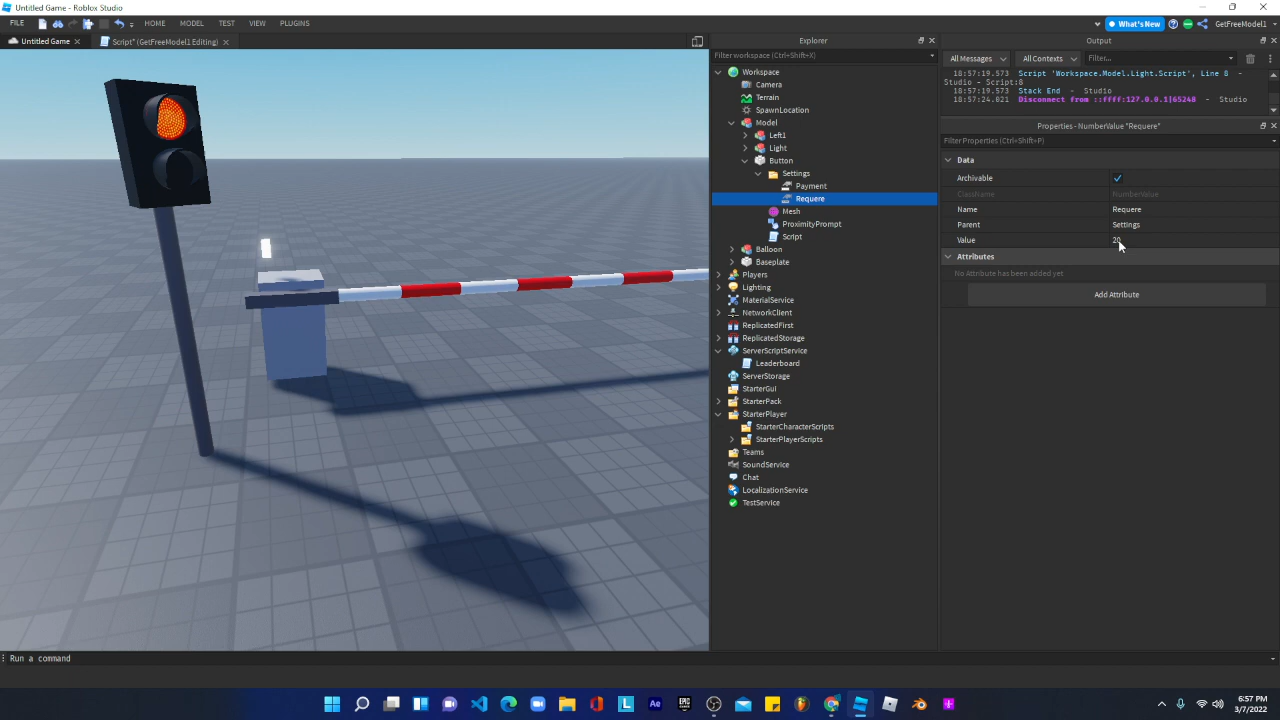 Untitled Game - Roblox Studio
FILE HOME MODEL TEST VIEW PLUGINS What's New GetFreeModel1
Untitled Game Script* (GetFreeModel1 Editing)
Explorer
Filter workspace (Ctrl+Shift+X)
Workspace
Camera
Terrain
SpawnLocation
Model
Left1
Light
Button
Settings
Payment
Requere
Mesh
ProximityPrompt
Script
Balloon
Baseplate
Players
Lighting
MaterialService
NetworkClient
ReplicatedFirst
ReplicatedStorage
ServerScriptService
Leaderboard
ServerStorage
StarterGui
StarterPack
StarterPlayer
StarterCharacterScripts
StarterPlayerScripts
Teams
SoundService
Chat
LocalizationService
TestService
Output
All Messages All Contexts Filter...
18:57:19.573 Script 'Workspace.Model.Light.Script', Line 8 -
Studio - Script:8
18:57:19.573 Stack End - Studio
18:57:24.021 Disconnect from ::ffff:127.0.0.1|65248 - Studio
Properties - NumberValue "Requere"
Filter Properties (Ctrl+Shift+P)
Data
Archivable
ClassName NumberValue
Name Requere
Parent Settings
Value 20
Attributes
No Attribute has been added yet
Add Attribute
Run a command
6:57 PM
3/7/2022